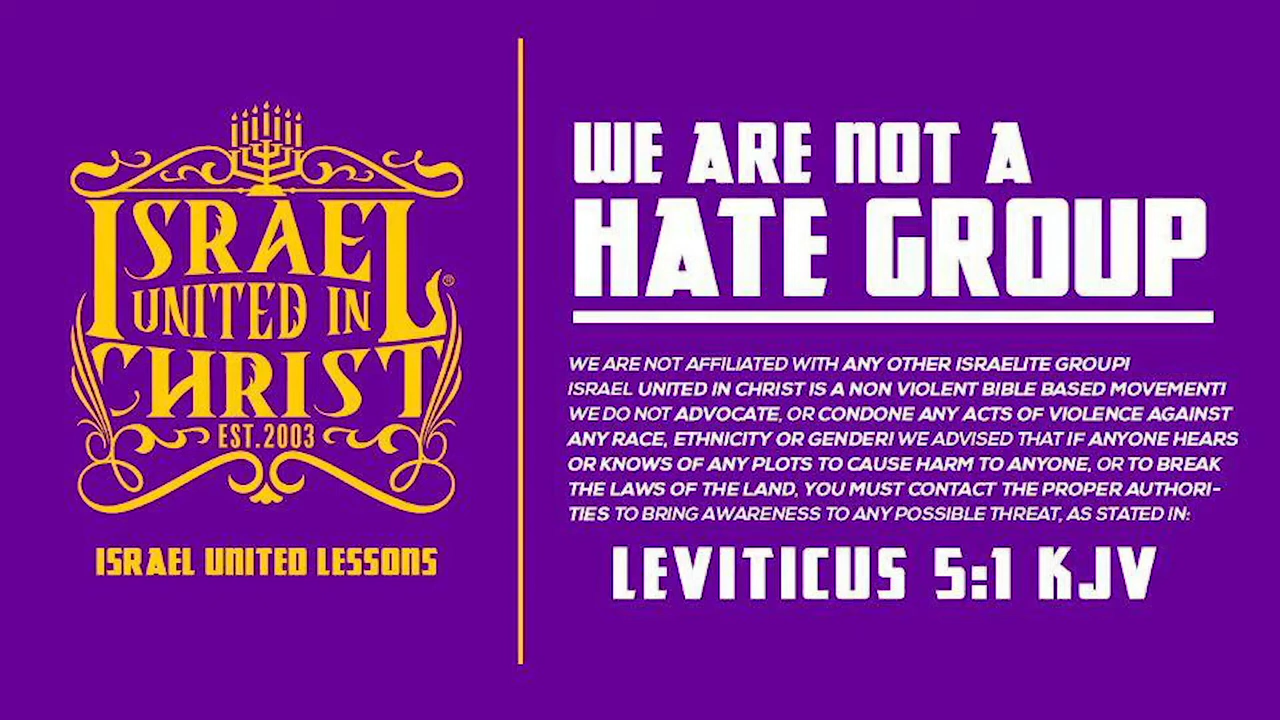 ISRAEL
UNITED IN
CHRIST
®
EST. 2003
ISRAEL UNITED LESSONS
WE ARE NOT A
HATE GROUP
WE ARE NOT AFFILIATED WITH ANY OTHER ISRAELITE GROUP!
ISRAEL UNITED IN CHRIST IS A NON VIOLENT BIBLE BASED MOVEMENT!
WE DO NOT ADVOCATE, OR CONDONE ANY ACTS OF VIOLENCE AGAINST
ANY RACE, ETHNICITY OR GENDER! WE ADVISED THAT IF ANYONE HEARS
OR KNOWS OF ANY PLOTS TO CAUSE HARM TO ANYONE, OR TO BREAK
THE LAWS OF THE LAND, YOU MUST CONTACT THE PROPER AUTHORI-
TIES TO BRING AWARENESS TO ANY POSSIBLE THREAT, AS STATED IN:
LEVITICUS 5:1 KJV